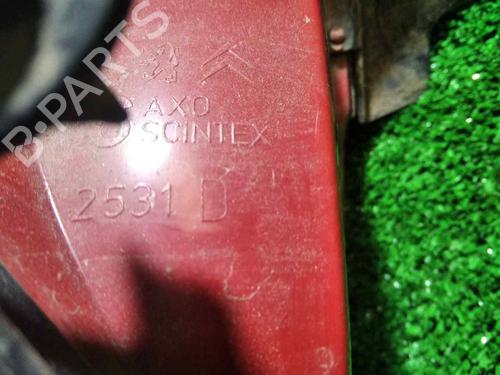 B-PARTS
AXO
SCINTEX
2531 D